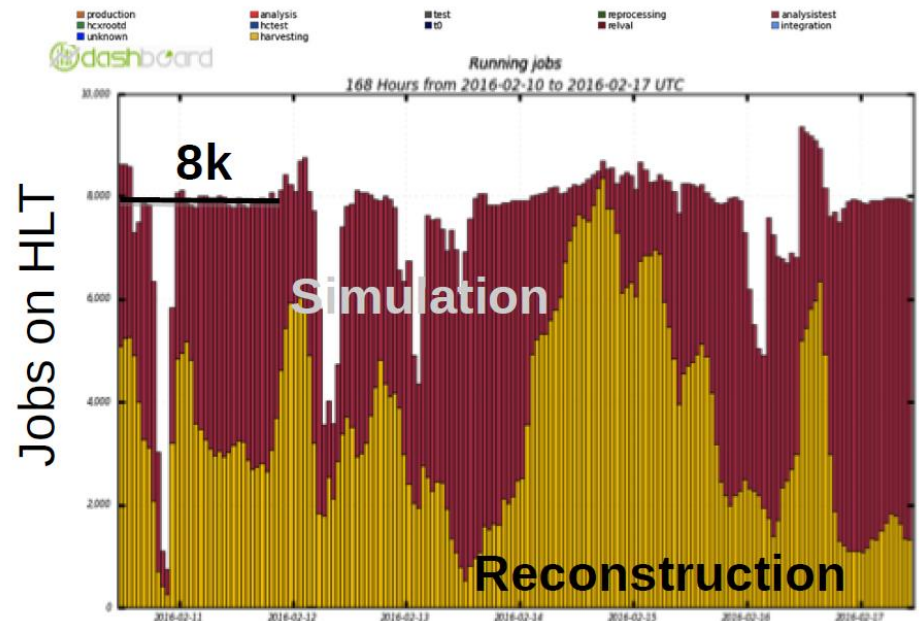 production analysis test reprocessing analysistest
hcxrootd hctest t0 relval integration
unknown harvesting
dashboard
Running jobs
168 Hours from 2016-02-10 to 2016-02-17 UTC
10,000
8k
8,000
Jobs on HLT
Simulation
6,000
4,000
2,000
Reconstruction
0
2016-02-11 2016-02-12 2016-02-13 2016-02-14 2016-02-15 2016-02-16 2016-02-17